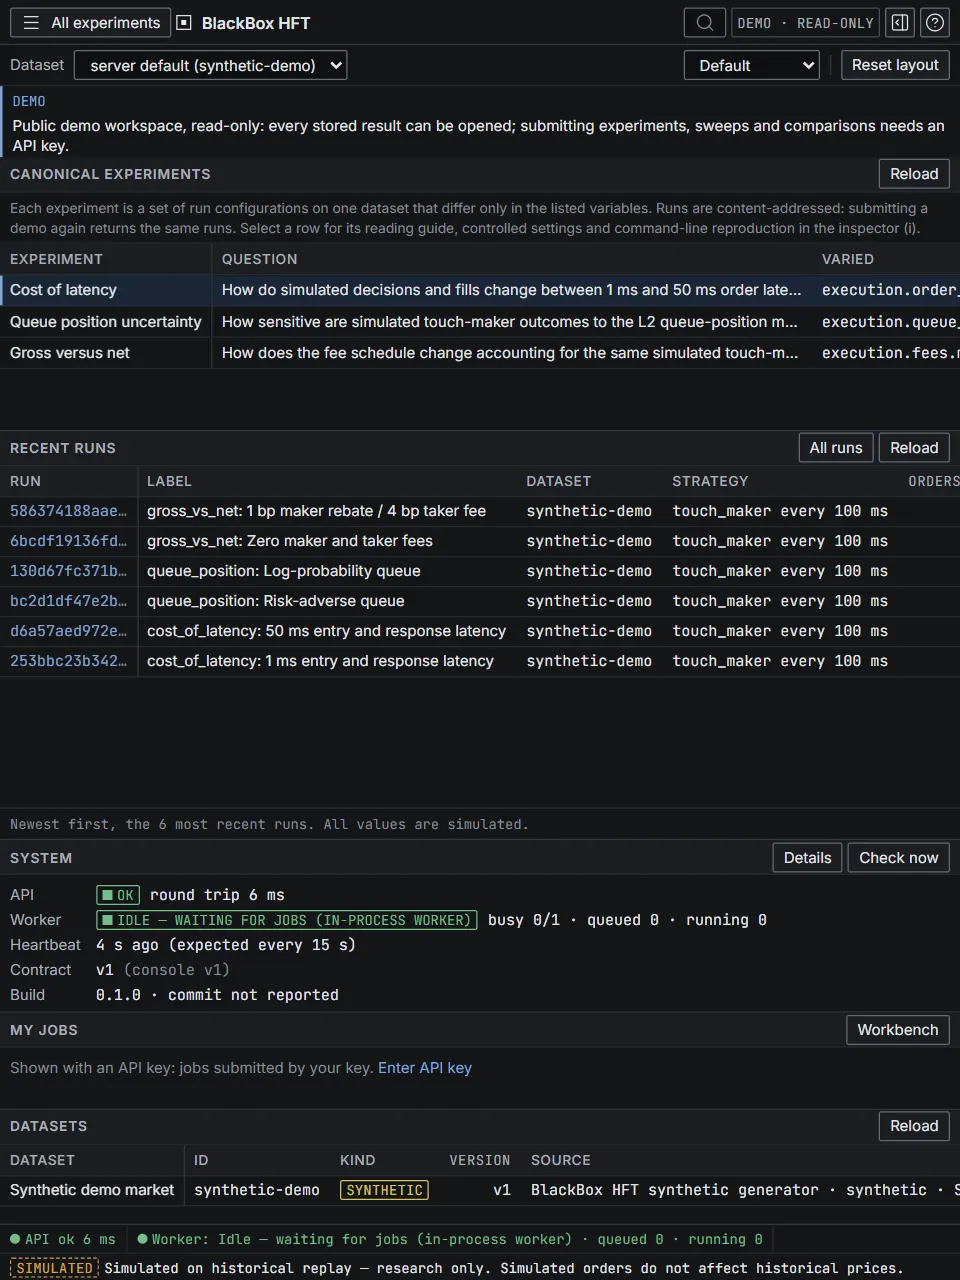 All experiments BlackBox HFT DEMO · READ-ONLY
Dataset server default (synthetic-demo) Default Reset layout
DEMO
Public demo workspace, read-only: every stored result can be opened; submitting experiments, sweeps and comparisons needs an
API key.
CANONICAL EXPERIMENTS Reload
Each experiment is a set of run configurations on one dataset that differ only in the listed variables. Runs are content-addressed: submitting a
demo again returns the same runs. Select a row for its reading guide, controlled settings and command-line reproduction in the inspector (i).
EXPERIMENT QUESTION VARIED
Cost of latency How do simulated decisions and fills change between 1 ms and 50 ms order late... execution.order_
Queue position uncertainty How sensitive are simulated touch-maker outcomes to the L2 queue-position m... execution.queue_
Gross versus net How does the fee schedule change accounting for the same simulated touch-m... execution.fees.
RECENT RUNS All runs Reload
RUN LABEL DATASET STRATEGY ORDERS
586374188aae… gross_vs_net: 1 bp maker rebate / 4 bp taker fee synthetic-demo touch_maker every 100 ms
6bcdf19136fd… gross_vs_net: Zero maker and taker fees synthetic-demo touch_maker every 100 ms
130d67fc371b… queue_position: Log-probability queue synthetic-demo touch_maker every 100 ms
bc2d1df47e2b… queue_position: Risk-adverse queue synthetic-demo touch_maker every 100 ms
d6a57aed972e… cost_of_latency: 50 ms entry and response latency synthetic-demo touch_maker every 100 ms
253bbc23b342… cost_of_latency: 1 ms entry and response latency synthetic-demo touch_maker every 100 ms
Newest first, the 6 most recent runs. All values are simulated.
SYSTEM Details Check now
API OK round trip 6 ms
Worker IDLE — WAITING FOR JOBS (IN-PROCESS WORKER) busy 0/1 · queued 0 · running 0
Heartbeat 4 s ago (expected every 15 s)
Contract v1 (console v1)
Build 0.1.0 · commit not reported
MY JOBS Workbench
Shown with an API key: jobs submitted by your key. Enter API key
DATASETS Reload
DATASET ID KIND VERSION SOURCE
Synthetic demo market synthetic-demo SYNTHETIC v1 BlackBox HFT synthetic generator · synthetic · S
API ok 6 ms Worker: Idle — waiting for jobs (in-process worker) · queued 0 · running 0
SIMULATED Simulated on historical replay — research only. Simulated orders do not affect historical prices.